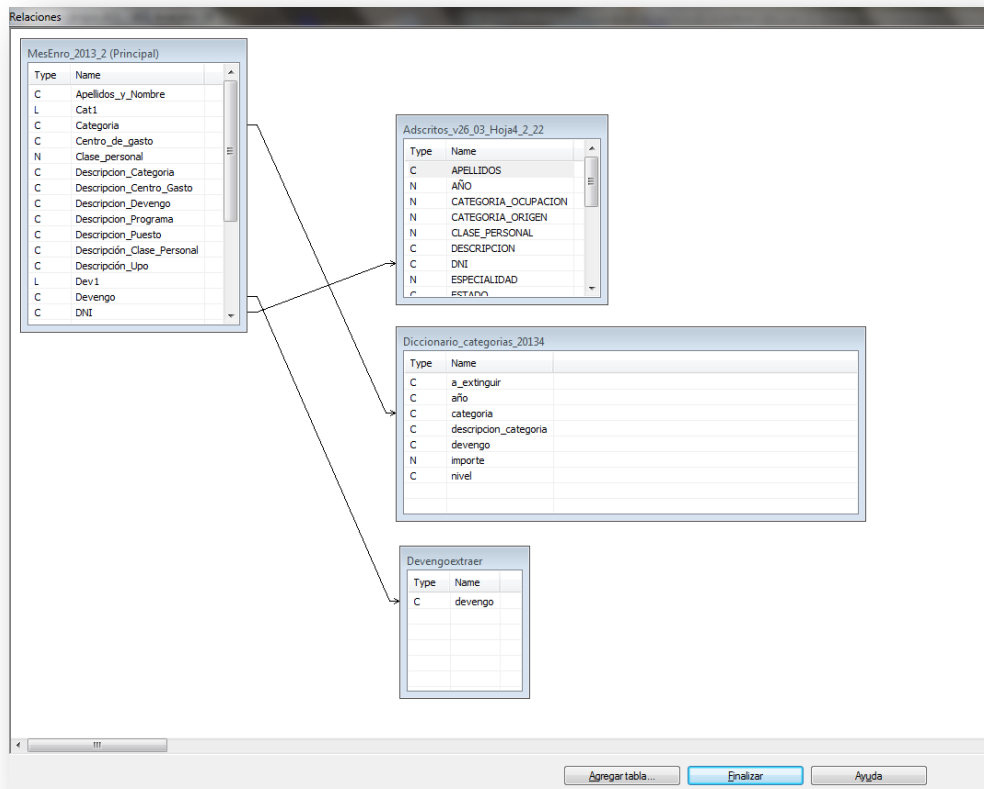 Relaciones
MesEnro_2013_2 (Principal)
Type Name
C Apellidos_y_Nombre
L Cat1
C Categoria
C Centro_de_gasto
N Clase_personal
C Descripcion_Categoria
C Descripcion_Centro_Gasto
C Descripcion_Devengo
C Descripcion_Programa
C Descripcion_Puesto
C Descripción_Clase_Personal
C Descripción_Upo
L Dev1
C Devengo
C DNI
Adscritos_v26_03_Hoja4_2_22
Type Name
C APELLIDOS
N AÑO
N CATEGORIA_OCUPACION
N CATEGORIA_ORIGEN
N CLASE_PERSONAL
C DESCRIPCION
C DNI
N ESPECIALIDAD
C ESTADO
Diccionario_categorias_20134
Type Name
C a_extinguir
C año
C categoria
C descripcion_categoria
C devengo
N importe
C nivel
Devengoextraer
Type Name
C devengo
Agregar tabla... Finalizar Ayuda